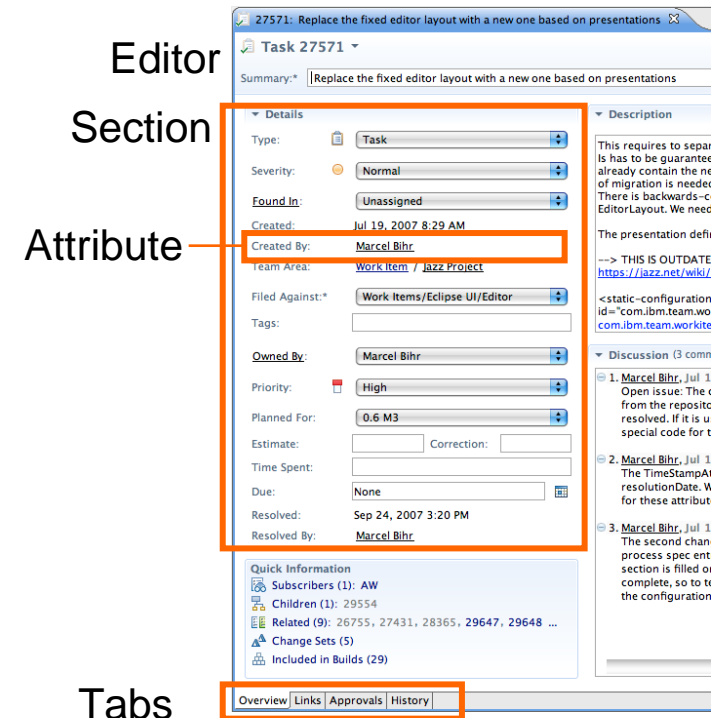 27571: Replace the fixed editor layout with a new one based on presentations
Editor
Task 27571
Summary:* Replace the fixed editor layout with a new one based on presentations
Section
Details
Type: Task
Severity: Normal
Found In: Unassigned
Created: Jul 19, 2007 8:29 AM
Attribute
Created By: Marcel Bihr
Team Area: Work Item / Jazz Project
Filed Against:* Work Items/Eclipse UI/Editor
Tags:
Owned By: Marcel Bihr
Priority: High
Planned For: 0.6 M3
Estimate: Correction:
Time Spent:
Due: None
Resolved: Sep 24, 2007 3:20 PM
Resolved By: Marcel Bihr
Quick Information
Subscribers (1): AW
Children (1): 29554
Related (9): 26755, 27431, 28365, 29647, 29648 ...
Change Sets (5)
Included in Builds (29)
Description
This requires to separ
Is has to be guarantee
already contain the ne
of migration is needed
There is backwards-c
EditorLayout. We need
The presentation defi
--> THIS IS OUTDATE
https://jazz.net/wiki/
<static-configuration
id="com.ibm.team.wo
com.ibm.team.workite
Discussion (3 comm
1. Marcel Bihr, Jul 1
Open issue: The
from the reposito
resolved. If it is u
special code for t
2. Marcel Bihr, Jul 1
The TimeStampAt
resolutionDate. W
for these attribut
3. Marcel Bihr, Jul 1
The second chan
process spec ent
section is filled o
complete, so to te
the configuration
Tabs
Overview Links Approvals History